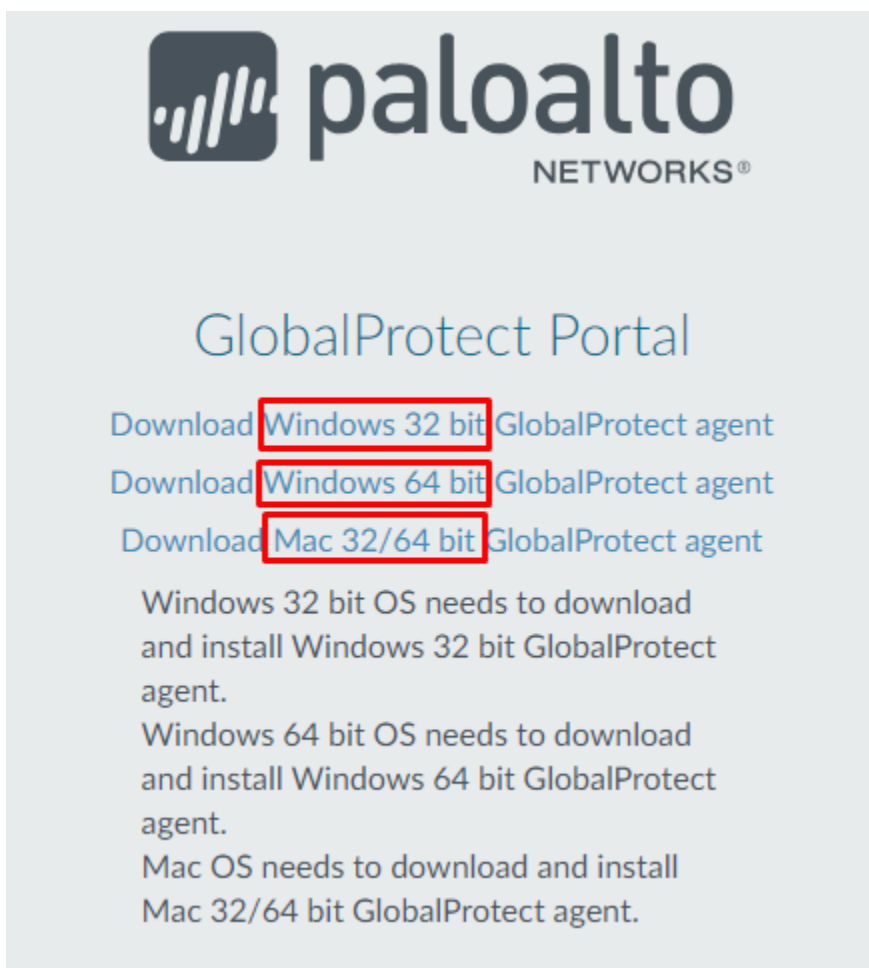 paloalto
NETWORKS®
GlobalProtect Portal
Download Windows 32 bit GlobalProtect agent
Download Windows 64 bit GlobalProtect agent
Download Mac 32/64 bit GlobalProtect agent
Windows 32 bit OS needs to download
and install Windows 32 bit GlobalProtect
agent.
Windows 64 bit OS needs to download
and install Windows 64 bit GlobalProtect
agent.
Mac OS needs to download and install
Mac 32/64 bit GlobalProtect agent.